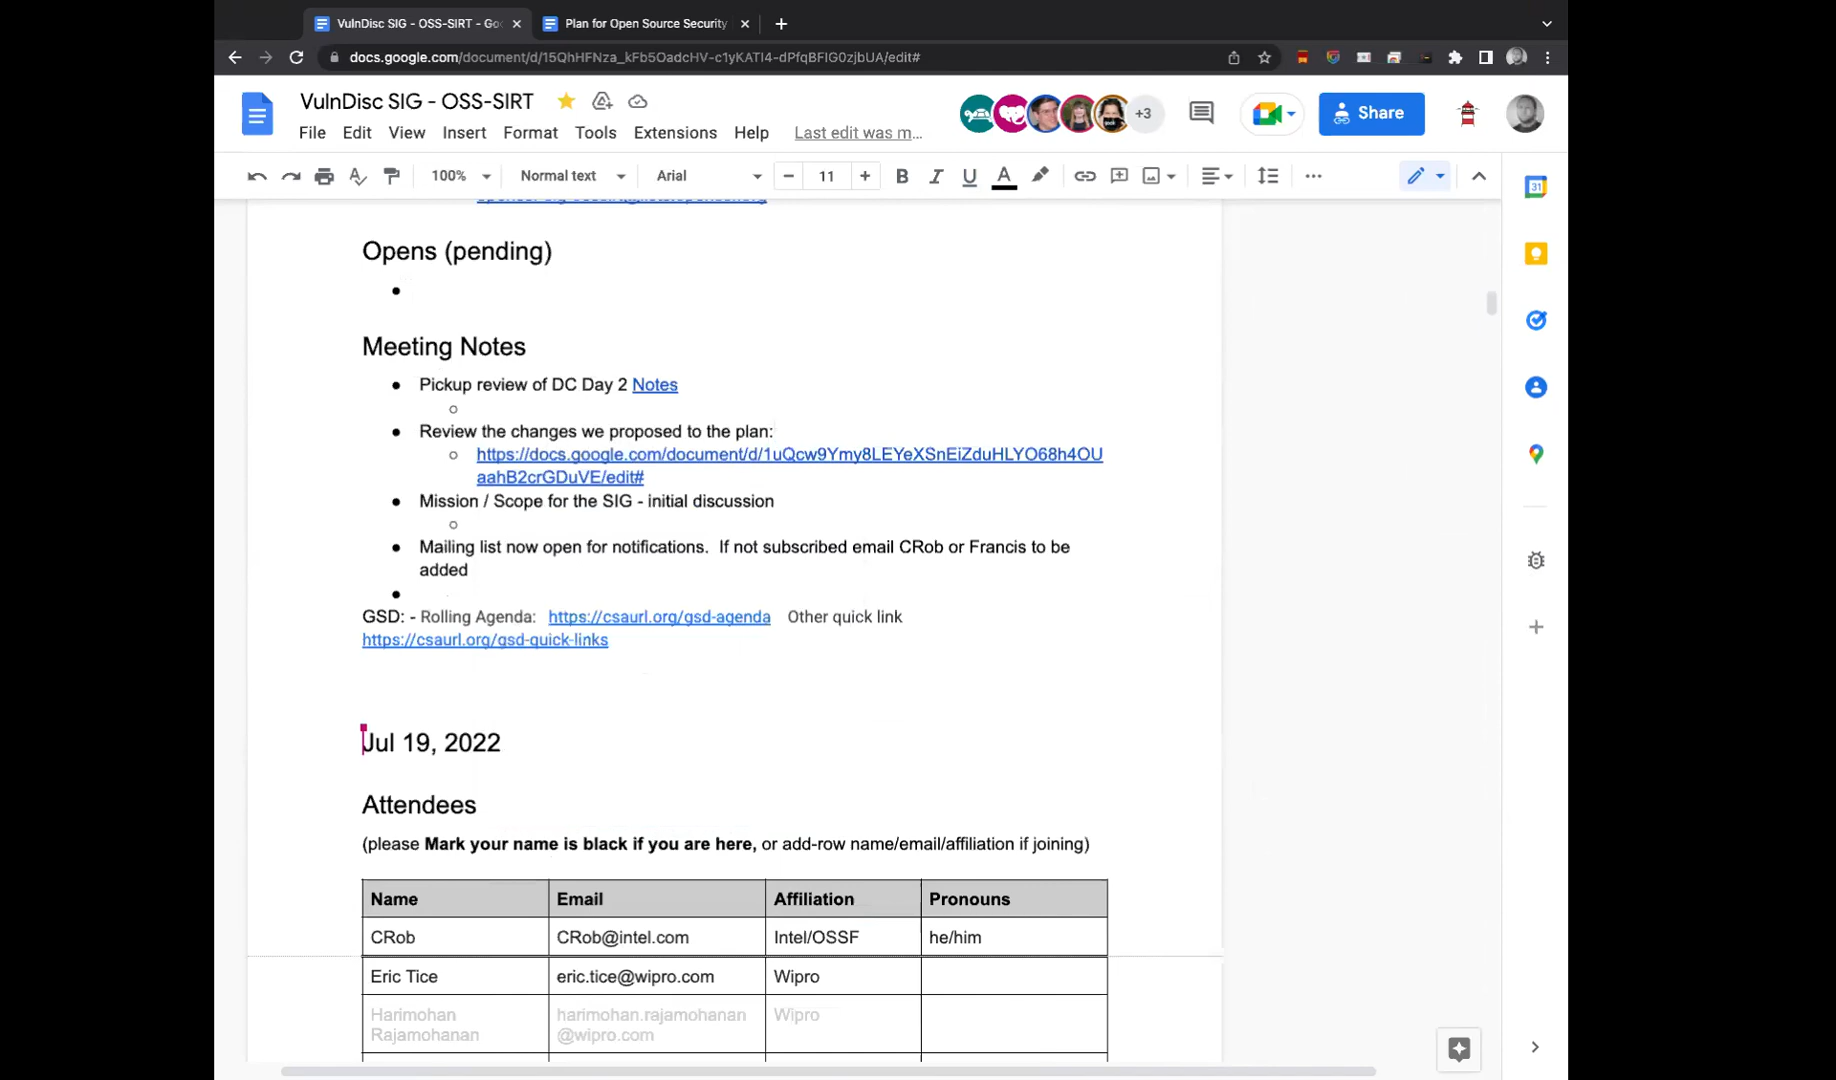 VulnDisc SIG - OSS-SIRT - Goo
Plan for Open Source Security
docs.google.com/document/d/15QhHFNza_kFb5OadcHV-c1yKATI4-dPfqBFIG0zjbUA/edit#
VulnDisc SIG - OSS-SIRT
+3
Share
File Edit View Insert Format Tools Extensions Help Last edit was m...
100% Normal text Arial 11 B I U A
31
Opens (pending)
Meeting Notes
Pickup review of DC Day 2 Notes
Review the changes we proposed to the plan:
https://docs.google.com/document/d/1uQcw9Ymy8LEYeXSnEiZduHLYO68h4OU
aahB2crGDuVE/edit#
Mission / Scope for the SIG - initial discussion
Mailing list now open for notifications. If not subscribed email CRob or Francis to be
added
GSD: - Rolling Agenda: https://csaurl.org/gsd-agenda Other quick link
https://csaurl.org/gsd-quick-links
Jul 19, 2022
Attendees
(please Mark your name is black if you are here, or add-row name/email/affiliation if joining)
Name Email Affiliation Pronouns
CRob CRob@intel.com Intel/OSSF he/him
Eric Tice eric.tice@wipro.com Wipro
Harimohan harimohan.rajamohanan Wipro
Rajamohanan @wipro.com